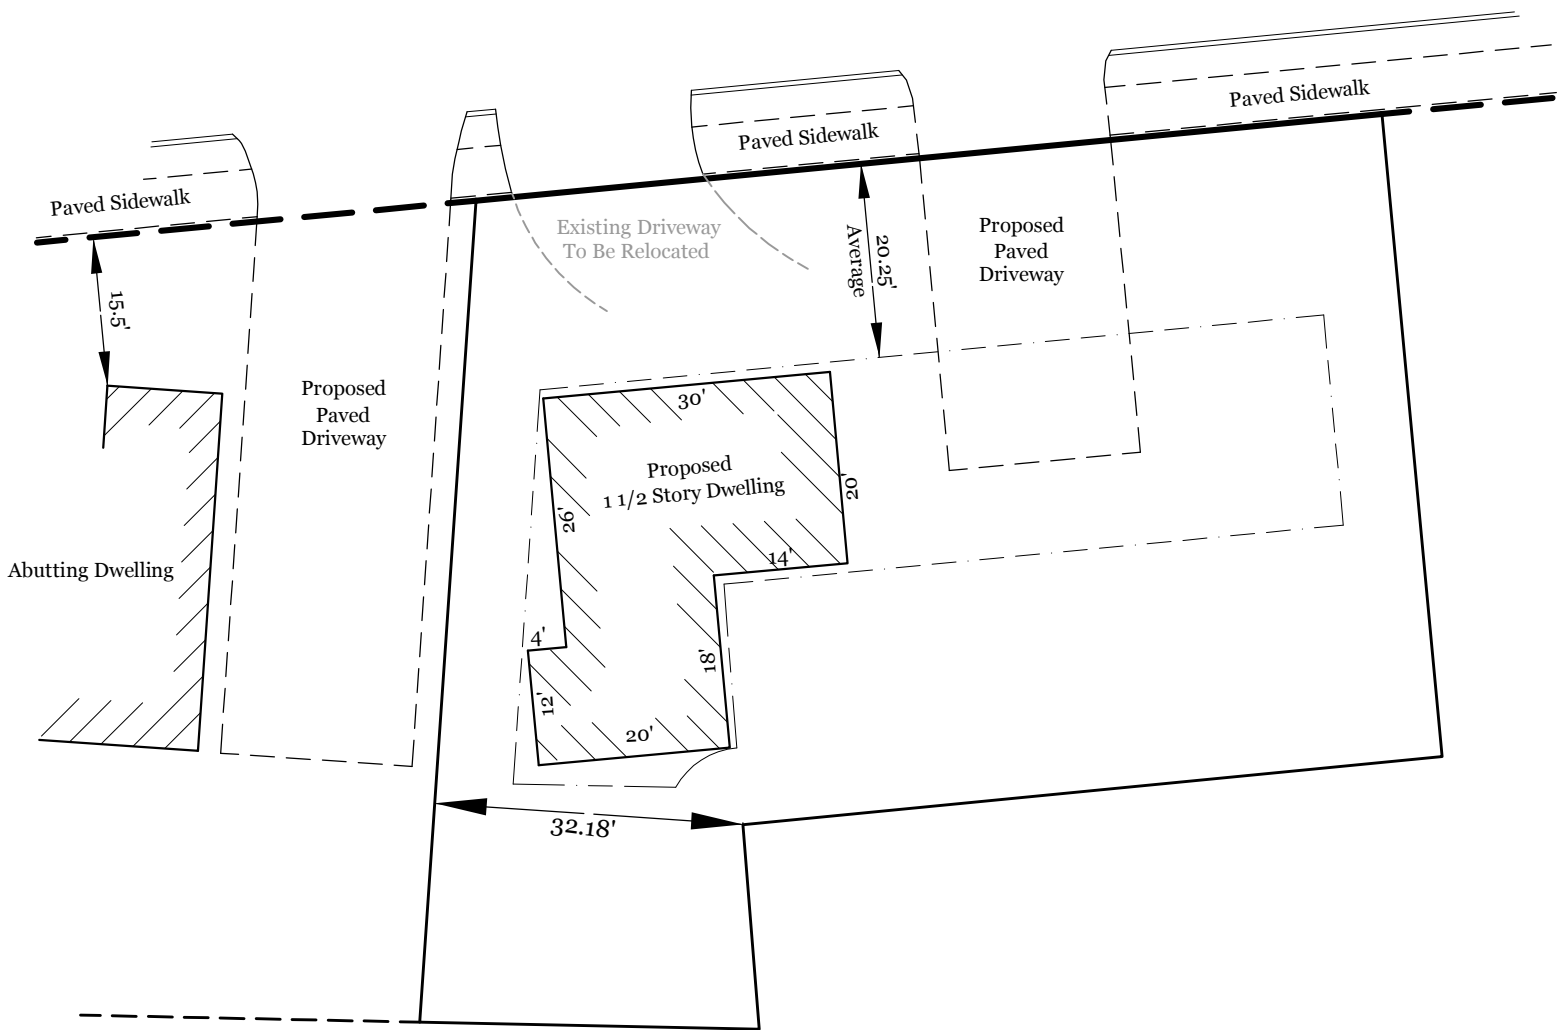 Paved Sidewalk
Paved Sidewalk
Paved Sidewalk
Existing Driveway
To Be Relocated
20.25'
Average
Proposed
Paved
Driveway
15.5'
Proposed
Paved
Driveway
30'
Proposed
1 1/2 Story Dwelling
20'
26'
14'
Abutting Dwelling
4'
18'
12'
20'
32.18'